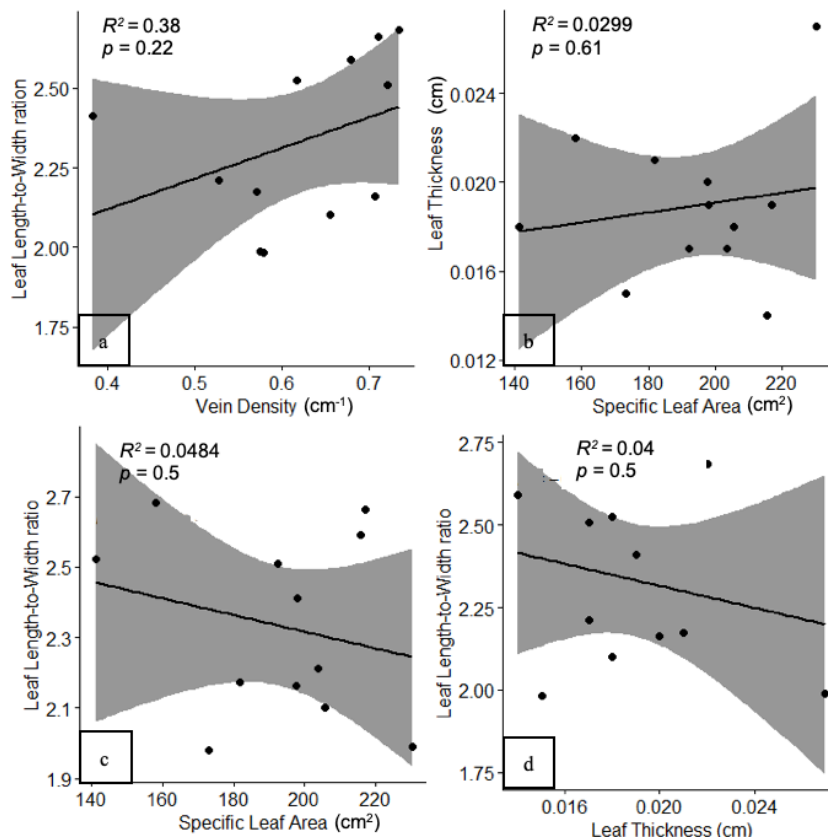 R² = 0.38
p = 0.22
Leaf Length-to-Width ration
2.50
2.25
2.00
1.75
a
0.4 0.5 0.6 0.7
Vein Density (cm⁻¹)
R² = 0.0299
p = 0.61
Leaf Thickness (cm)
0.024
0.020
0.016
0.012
b
140 160 180 200 220
Specific Leaf Area (cm²)
R² = 0.0484
p = 0.5
Leaf Length-to-Width ratio
2.7
2.5
2.3
2.1
1.9
c
140 160 180 200 220
Specific Leaf Area (cm²)
R² = 0.04
p = 0.5
Leaf Length-to-Width ratio
2.75
2.50
2.25
2.00
1.75
d
0.016 0.020 0.024
Leaf Thickness (cm)